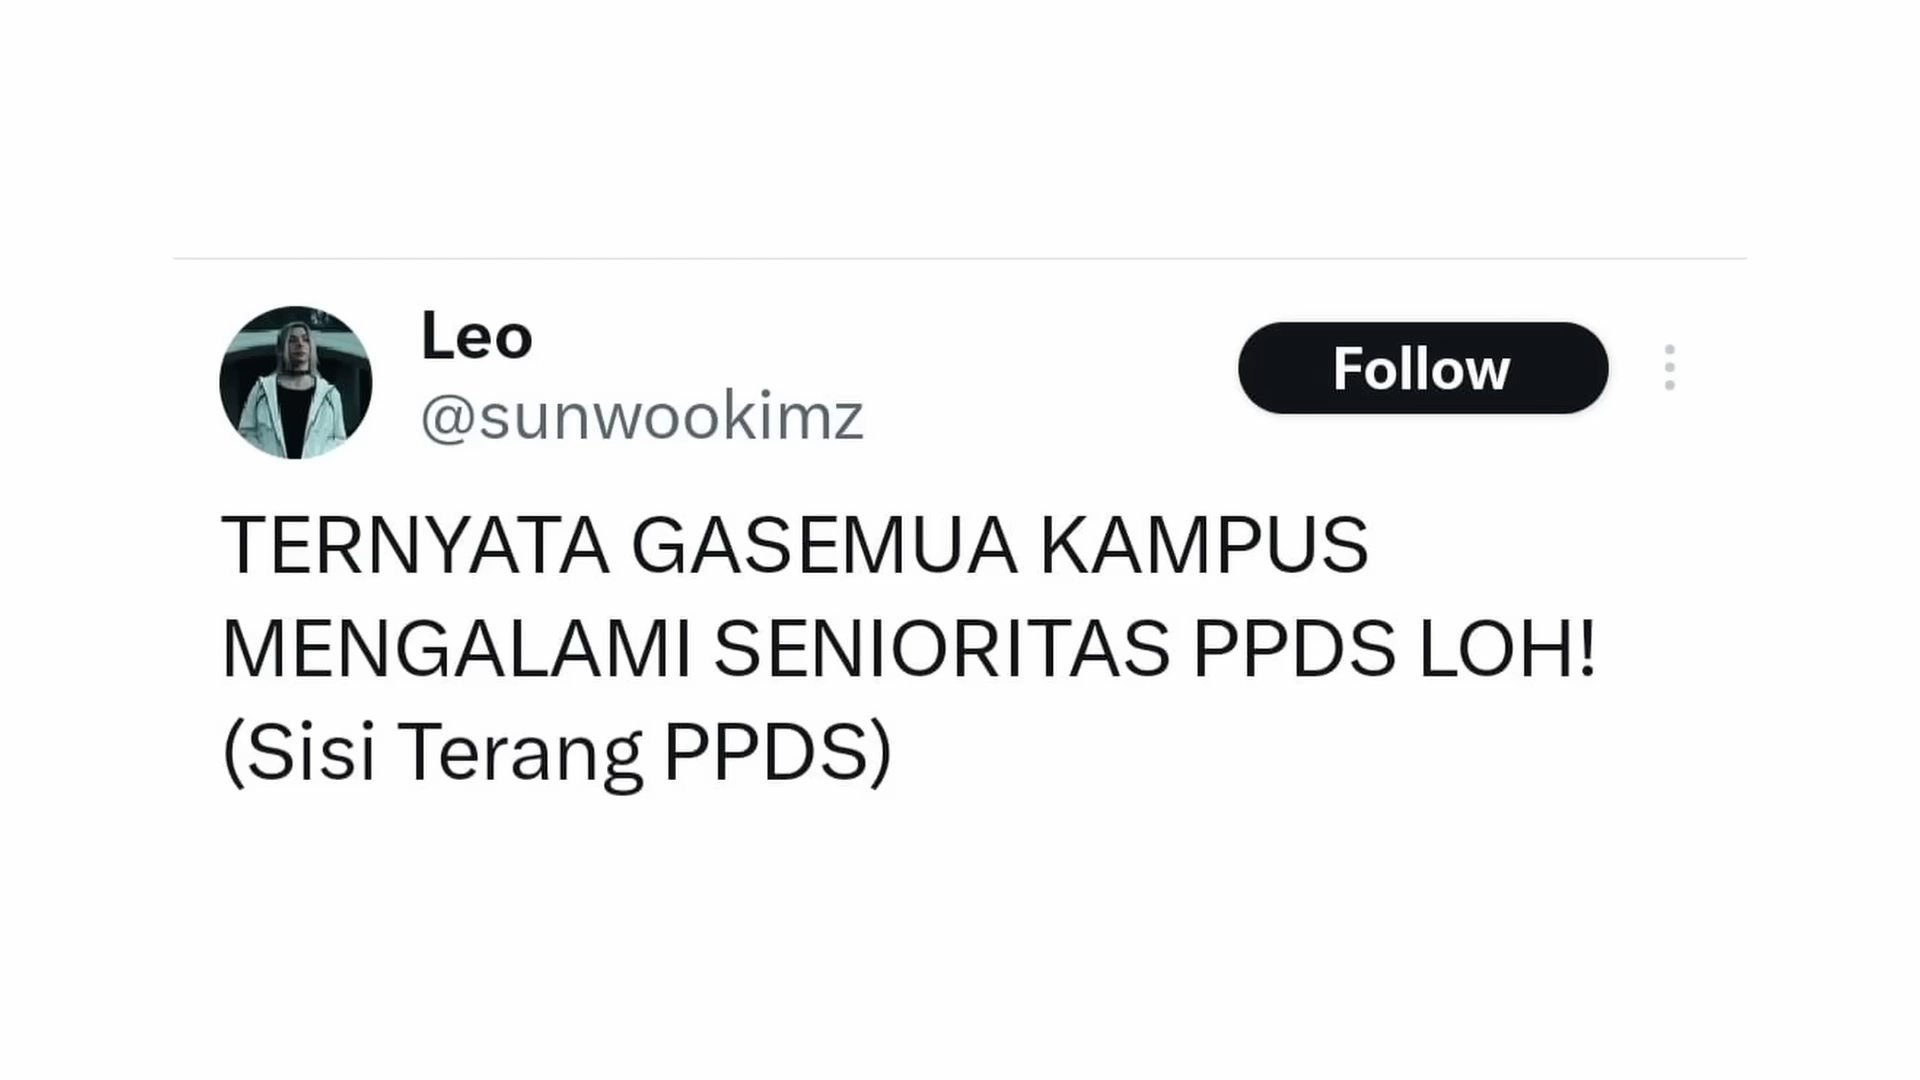 Leo
@sunwookimz
Follow
TERNYATA GASEMUA KAMPUS
MENGALAMI SENIORITAS PPDS LOH!
(Sisi Terang PPDS)